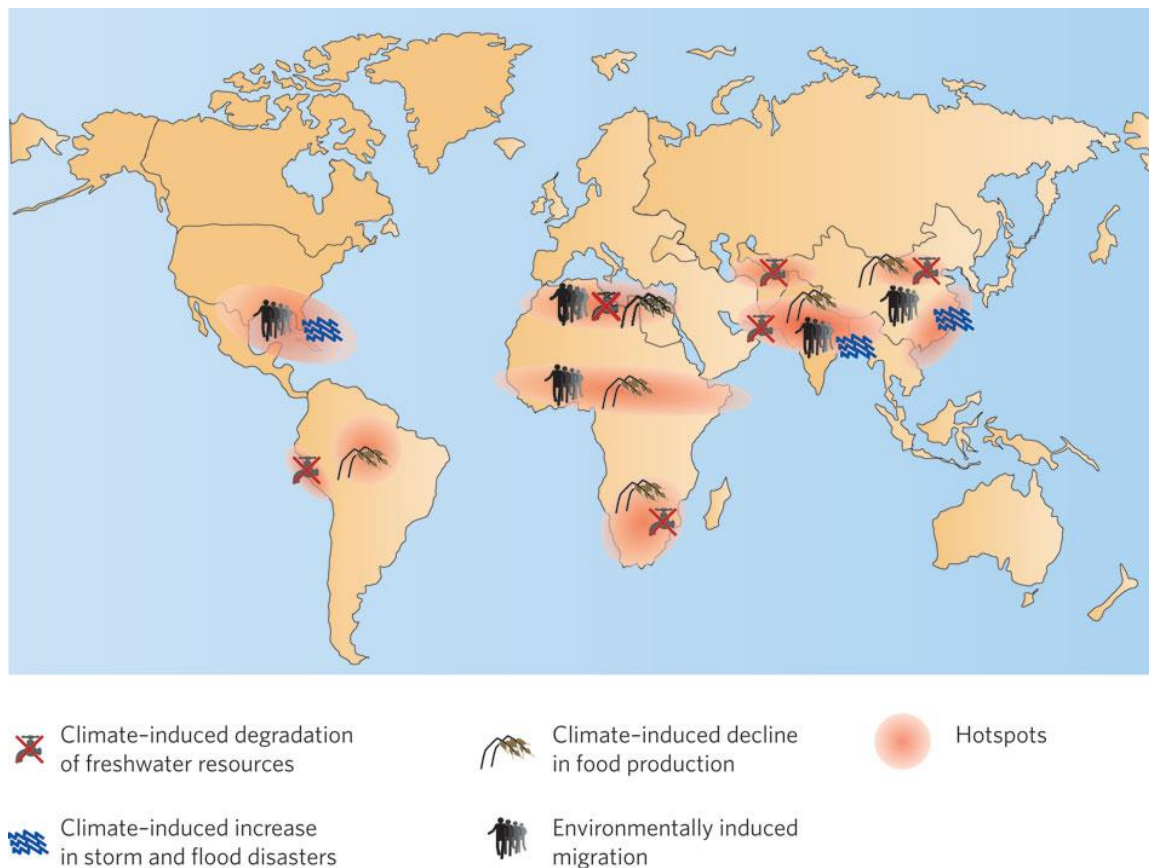 Climate–induced degradation
of freshwater resources
Climate–induced decline
in food production
Hotspots
Climate–induced increase
in storm and flood disasters
Environmentally induced
migration